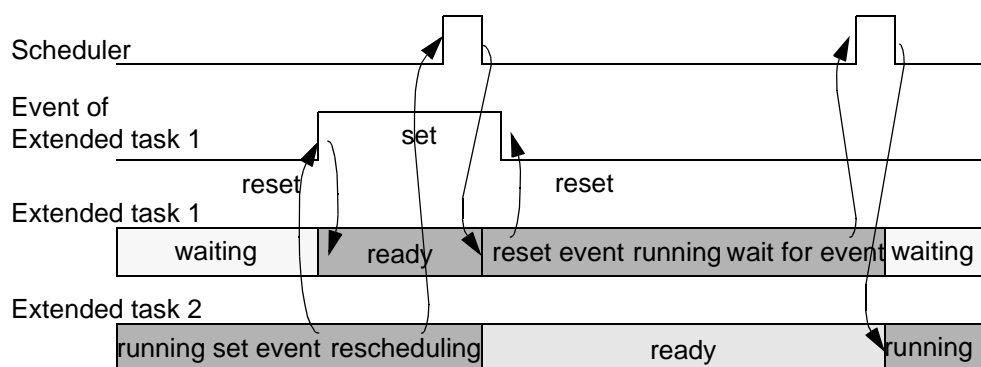 Scheduler
Event of
Extended task 1
set
reset
reset
Extended task 1
waiting
ready
reset event running wait for event
waiting
Extended task 2
running set event rescheduling
ready
running